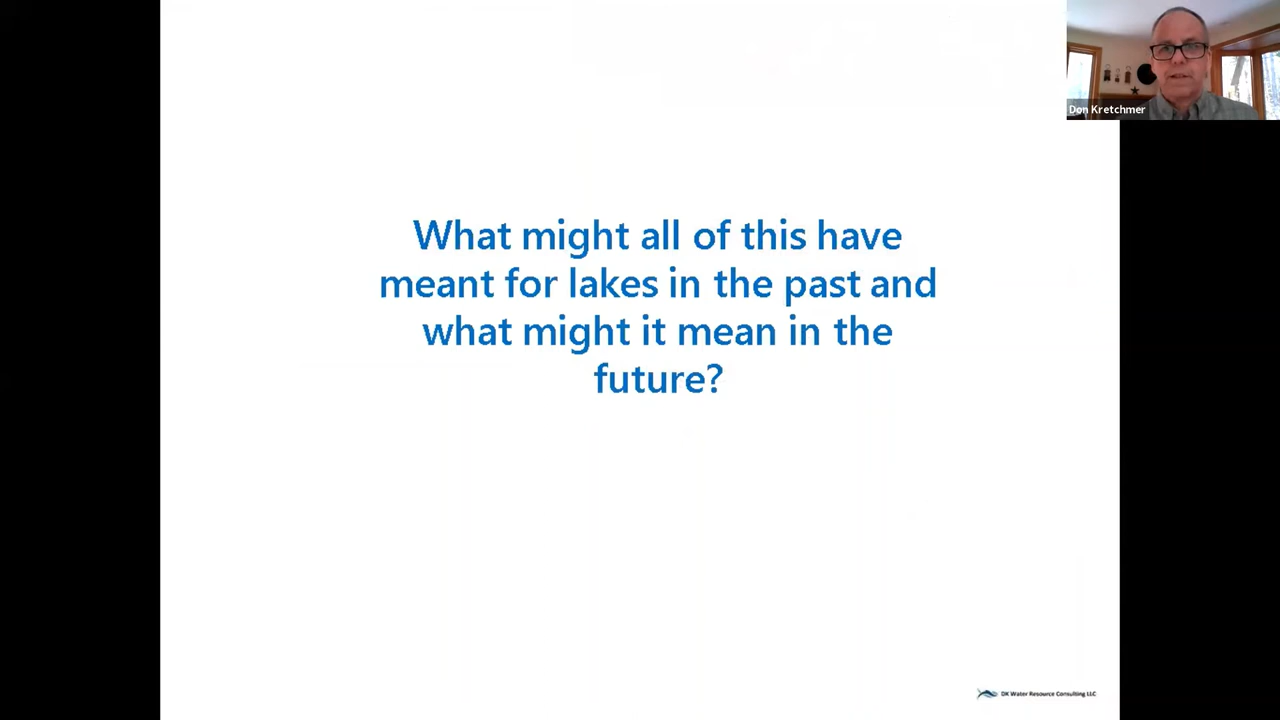 Don Kretchmer
What might all of this have
meant for lakes in the past and
what might it mean in the
future?
DK Water Resource Consulting LLC